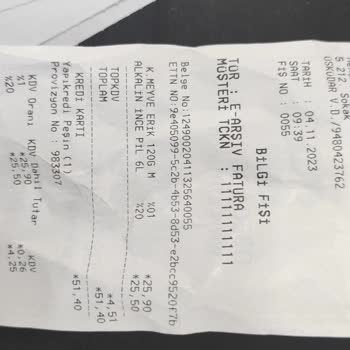 5 212 Sokak
ÜSKÜDAR V.D./9480423762
TARİH : 04.11.2023
SAAT : 09:39
FİŞ NO : 0055
BİLGİ FİŞİ
TÜR : E-ARŞİV FATURA
MÜŞTERİ TCKN : 11111111111
Belge No:1249002041132564005
ETTN NO:9e405099-5c2b-4b53-8d53-e2bcc9520f7b
K.MEYVE ERİK 120G M %01 *25,90
ALKALİN İNCE PİL 6L %20 *25,50
TOPKDV *4,51
TOPLAM *51,40
KREDİ KARTI *51,40
Yapıkredi Peşin (1)
Provizyon No : 983307
KDV Oranı KDV Dahil Tutar KDV
%1 *25,90 *0,26
%20 *25,50 *4,25